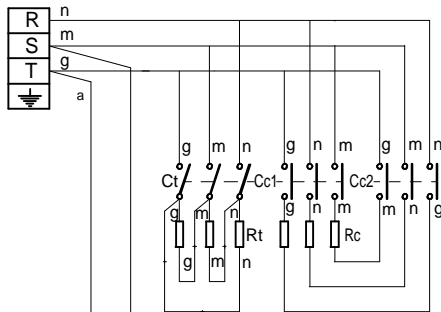 R n
S m
T g
a
g m n g n m g m n
Ct Cc1 Cc2
g m n g n m m n g
Rt Rc
g m n